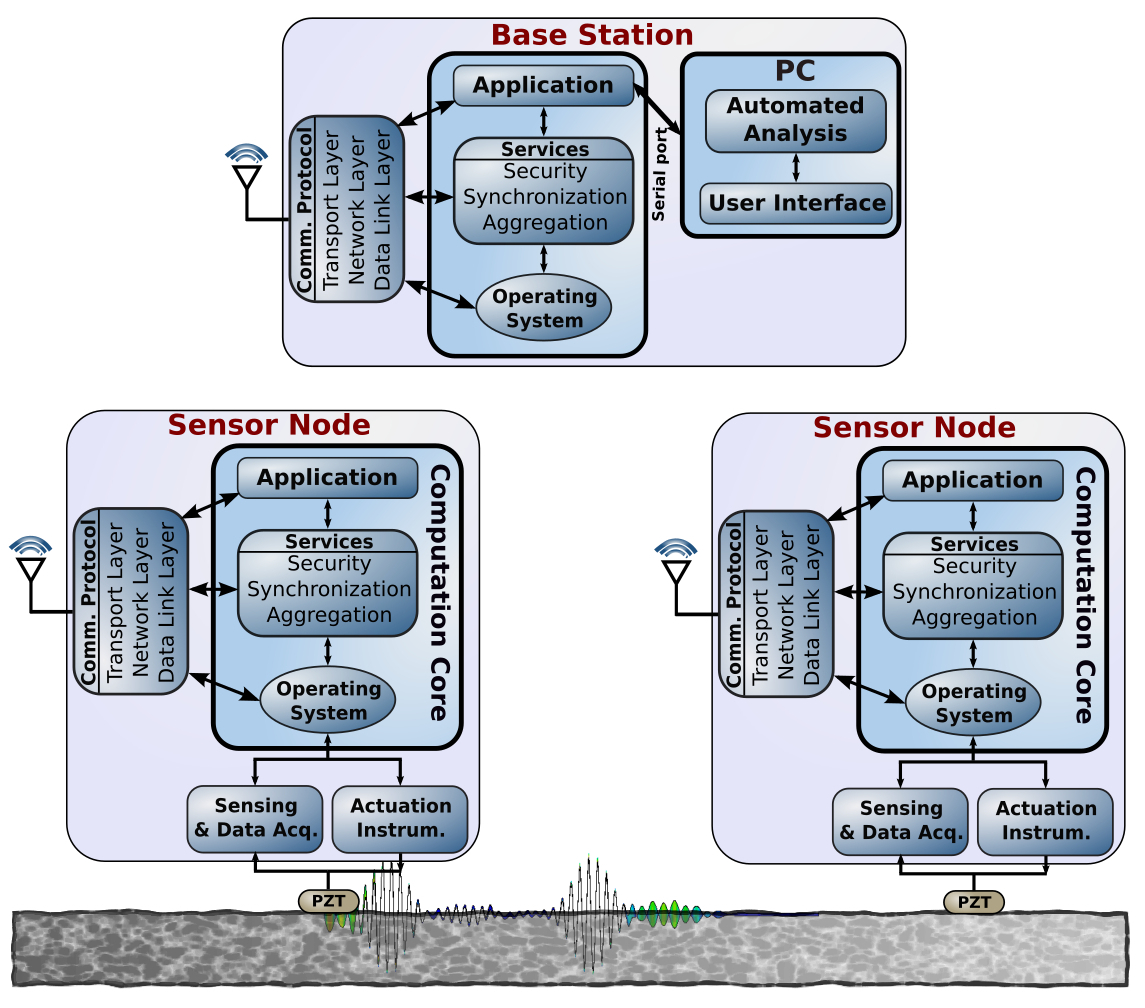 Base Station
Comm. Protocol
Transport Layer
Network Layer
Data Link Layer
Application
Services
Security
Synchronization
Aggregation
Operating
System
Serial port
PC
Automated
Analysis
User Interface
Sensor Node
Comm. Protocol
Transport Layer
Network Layer
Data Link Layer
Application
Services
Security
Synchronization
Aggregation
Operating
System
Computation Core
Sensing
& Data Acq.
Actuation
Instrum.
PZT
Sensor Node
Comm. Protocol
Transport Layer
Network Layer
Data Link Layer
Application
Services
Security
Synchronization
Aggregation
Operating
System
Computation Core
Sensing
& Data Acq.
Actuation
Instrum.
PZT